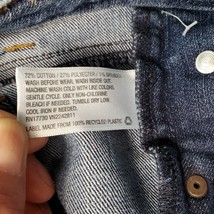 72% COTTON / 27% POLYESTER / 1% SPANDEX
WASH BEFORE WEAR. WASH INSIDE OUT.
MACHINE WASH COLD WITH LIKE COLORS.
GENTLE CYCLE. ONLY NON-CHLORINE
BLEACH IF NEEDED. TUMBLE DRY LOW.
COOL IRON IF NEEDED.
RN17730 VN2242811
LABEL MADE FROM 100% RECYCLED PLASTIC